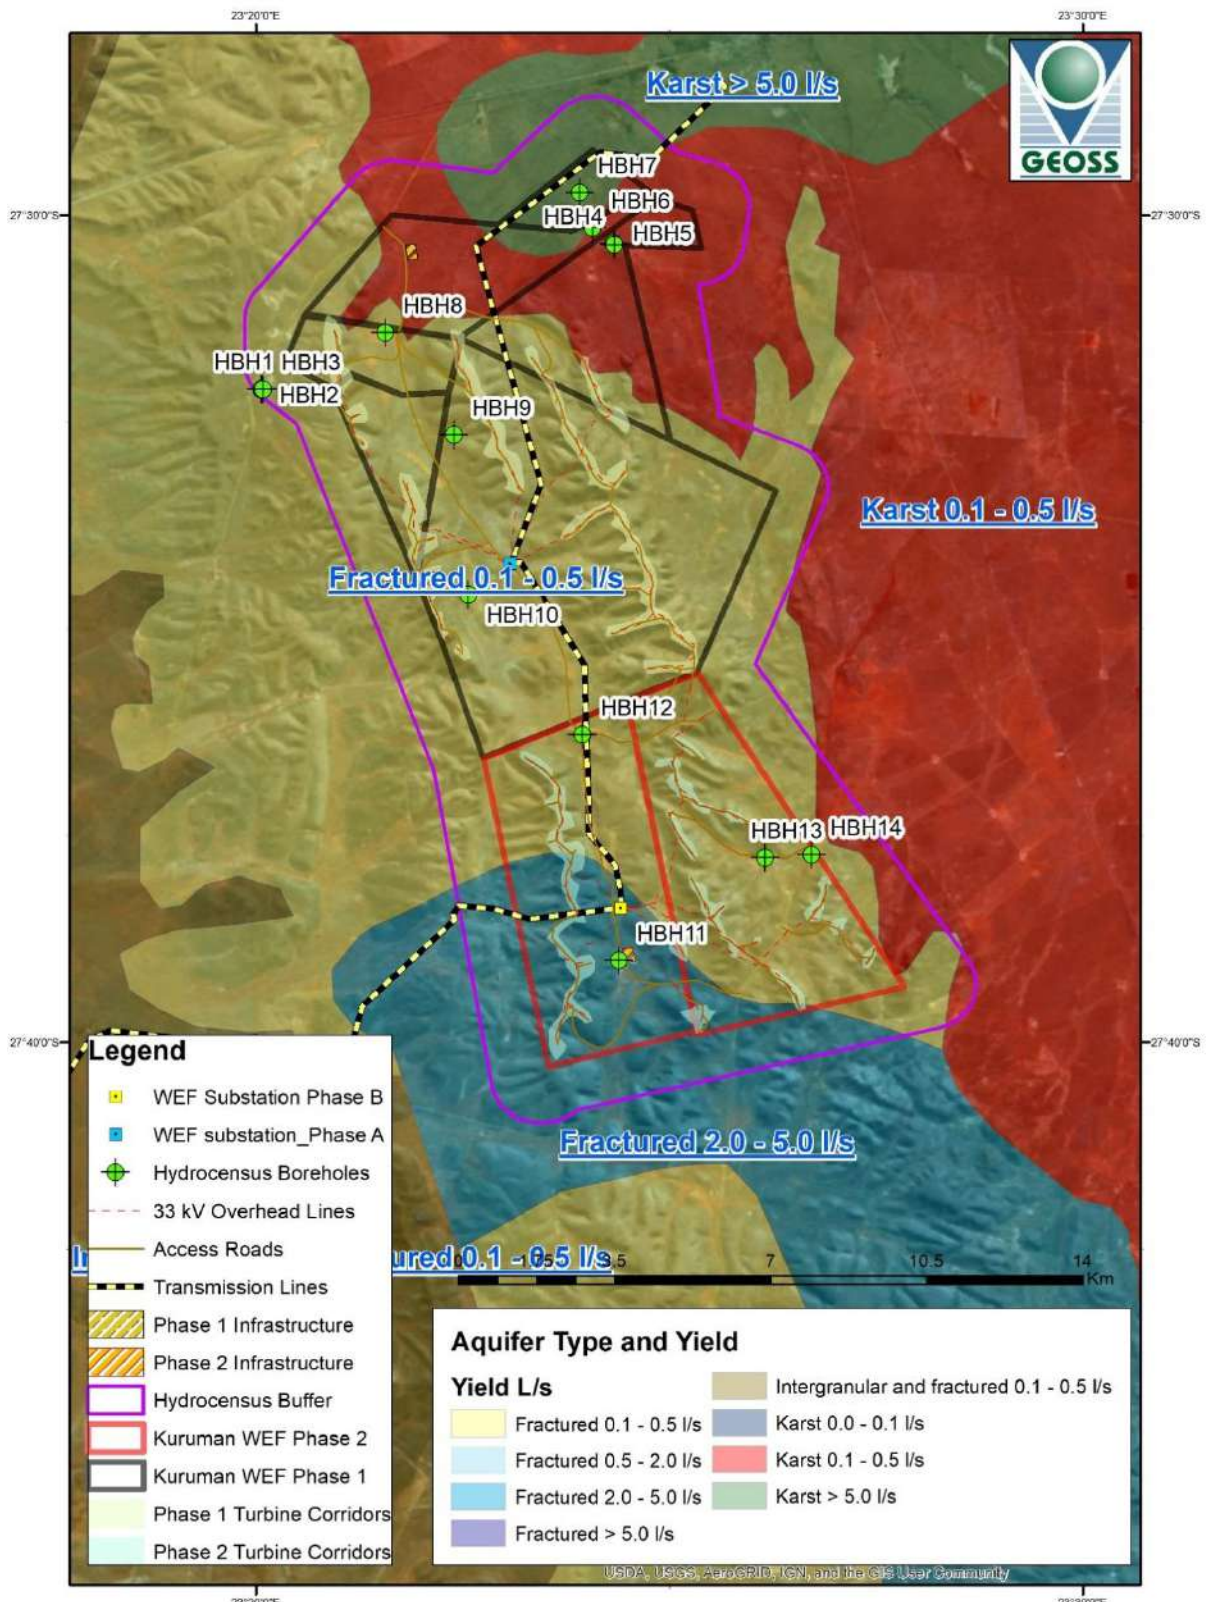 23°20'0"E
23°30'0"E
Karst > 5.0 l/s
GEOSS
HBH7
27°30'0"S
HBH6
27°30'0"S
HBH4
HBH5
HBH8
HBH1
HBH3
HBH2
HBH9
Karst 0.1 - 0.5 l/s
Fractured 0.1 - 0.5 l/s
HBH10
HBH12
HBH13
HBH14
HBH11
27°40'0"S
27°40'0"S
Legend
WEF Substation Phase B
WEF substation_Phase A
Hydrocensus Boreholes
33 kV Overhead Lines
Access Roads
Transmission Lines
Phase 1 Infrastructure
Phase 2 Infrastructure
Hydrocensus Buffer
Kuruman WEF Phase 2
Kuruman WEF Phase 1
Phase 1 Turbine Corridors
Phase 2 Turbine Corridors
Fractured 2.0 - 5.0 l/s
ured 0.1 - 0.5 l/s
7
10.5
14
Km
Aquifer Type and Yield
Yield L/s
Fractured 0.1 - 0.5 l/s
Fractured 0.5 - 2.0 l/s
Fractured 2.0 - 5.0 l/s
Fractured > 5.0 l/s
Intergranular and fractured 0.1 - 0.5 l/s
Karst 0.0 - 0.1 l/s
Karst 0.1 - 0.5 l/s
Karst > 5.0 l/s
USDA, USGS, AeroGRID, IGN, and the GIS User Community